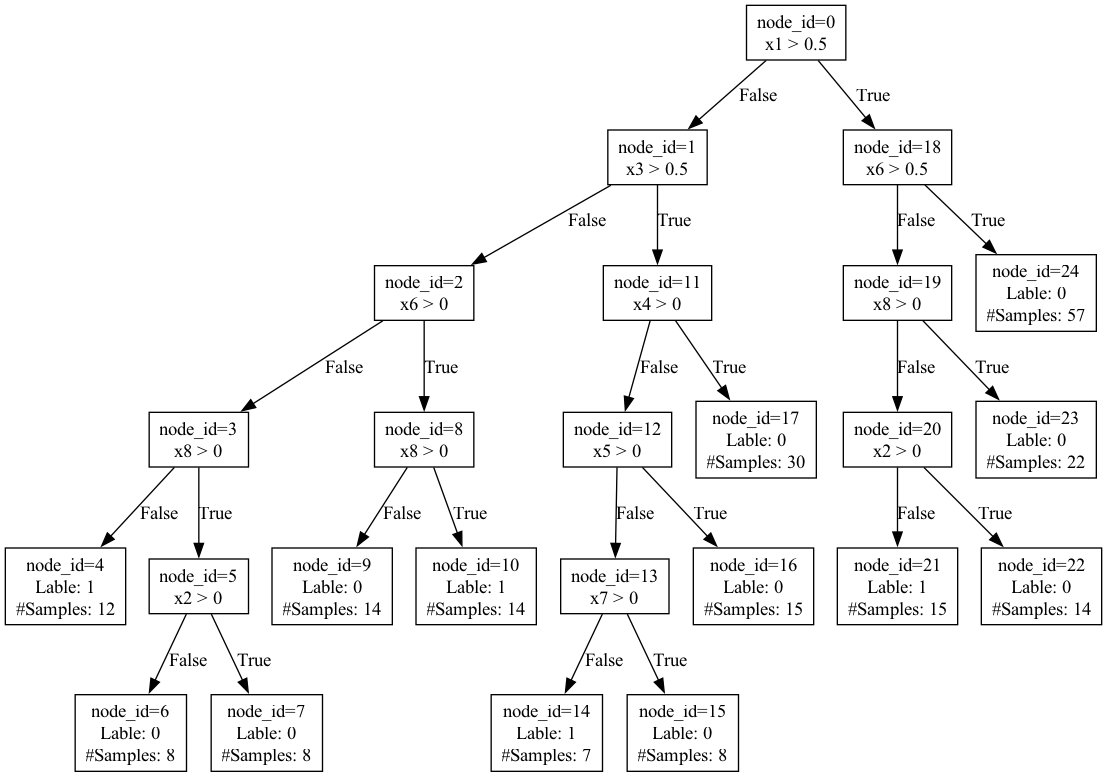 node_id=0
x1 > 0.5
False
True
node_id=1
x3 > 0.5
node_id=18
x6 > 0.5
False
True
False
True
node_id=2
x6 > 0
node_id=11
x4 > 0
node_id=19
x8 > 0
node_id=24
Lable: 0
#Samples: 57
False
True
False
True
False
True
node_id=3
x8 > 0
node_id=8
x8 > 0
node_id=12
x5 > 0
node_id=17
Lable: 0
#Samples: 30
node_id=20
x2 > 0
node_id=23
Lable: 0
#Samples: 22
False
True
False
True
False
True
False
True
node_id=4
Lable: 1
#Samples: 12
node_id=5
x2 > 0
node_id=9
Lable: 0
#Samples: 14
node_id=10
Lable: 1
#Samples: 14
node_id=13
x7 > 0
node_id=16
Lable: 0
#Samples: 15
node_id=21
Lable: 1
#Samples: 15
node_id=22
Lable: 0
#Samples: 14
False
True
False
True
node_id=6
Lable: 0
#Samples: 8
node_id=7
Lable: 0
#Samples: 8
node_id=14
Lable: 1
#Samples: 7
node_id=15
Lable: 0
#Samples: 8